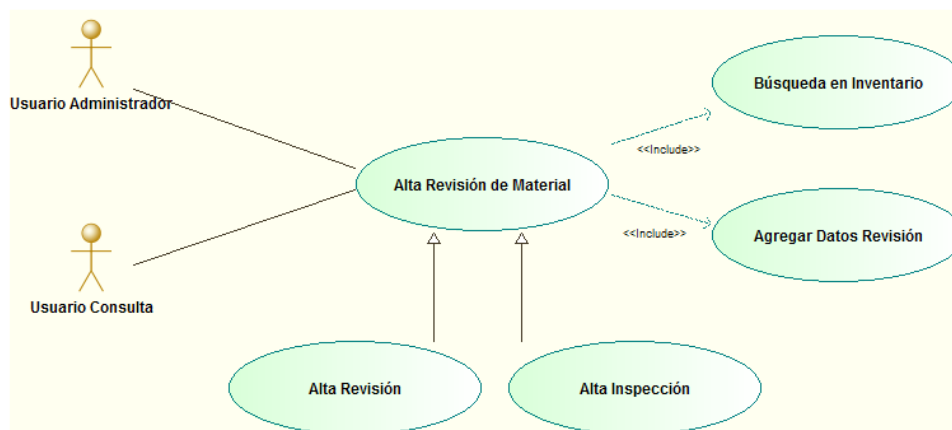 Usuario Administrador
Búsqueda en Inventario
<<Include>>
Alta Revisión de Material
<<Include>>
Agregar Datos Revisión
Usuario Consulta
Alta Revisión
Alta Inspección